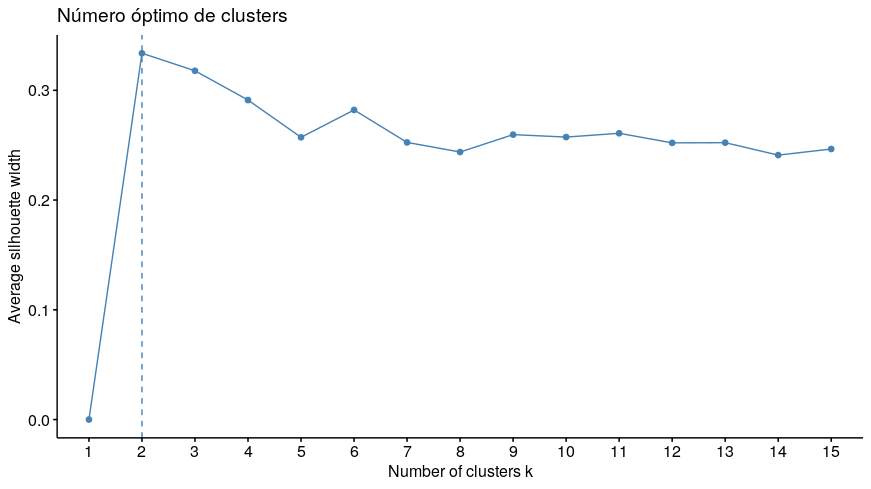 Número óptimo de clusters
Average silhouette width
0.3
0.2
0.1
0.0
1 2 3 4 5 6 7 8 9 10 11 12 13 14 15
Number of clusters k